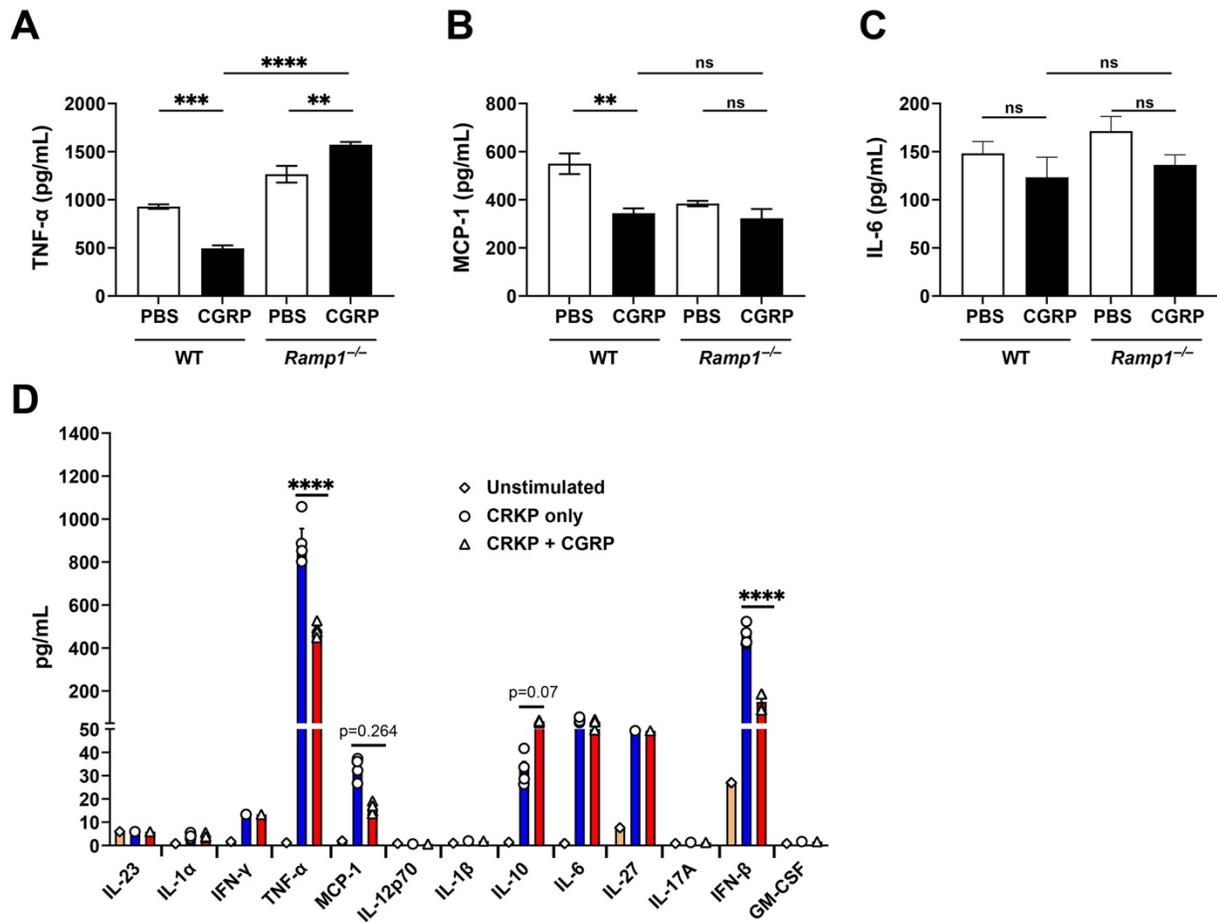 A
B
C
****
***
**
TNF-α (pg/mL)
2000
1500
1000
500
0
PBS CGRP PBS CGRP
WT
Ramp1–/–
ns
**
ns
MCP-1 (pg/mL)
800
600
400
200
0
PBS CGRP PBS CGRP
WT
Ramp1–/–
ns
ns
ns
IL-6 (pg/mL)
200
150
100
50
0
PBS CGRP PBS CGRP
WT
Ramp1–/–
D
pg/mL
1400
1200
1000
800
600
400
200
50
40
30
20
10
0
****
p=0.264
p=0.07
****
Unstimulated
CRKP only
CRKP + CGRP
IL-23
IL-1α
IFN-γ
TNF-α
MCP-1
IL-12p70
IL-1β
IL-10
IL-6
IL-27
IL-17A
IFN-β
GM-CSF